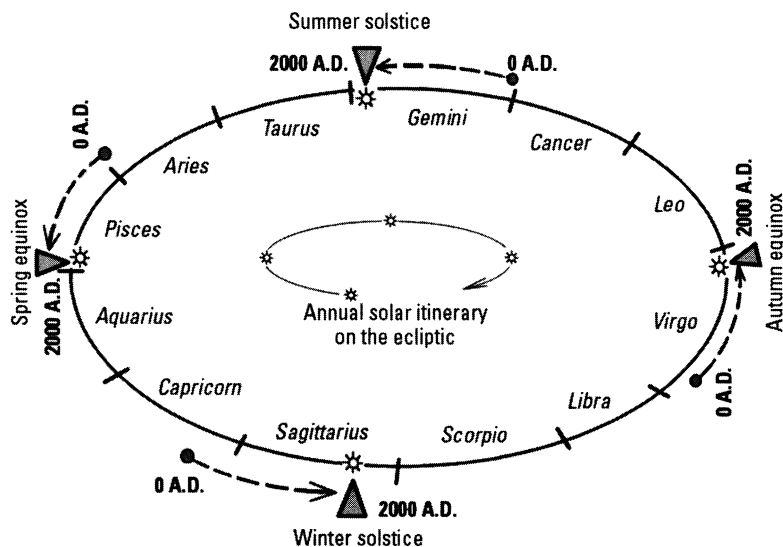 Summer solstice
2000 A.D.
0 A.D.
Taurus
Gemini
Cancer
Aries
0 A.D.
Leo
2000 A.D.
Pisces
Spring equinox
Autumn equinox
2000 A.D.
Annual solar itinerary
on the ecliptic
Aquarius
Virgo
0 A.D.
Capricorn
Libra
Sagittarius
Scorpio
0 A.D.
2000 A.D.
Winter solstice